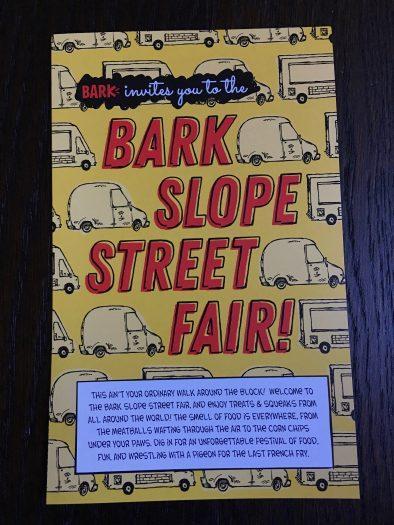 BARK invites you to the
BARK
SLOPE
STREET
FAIR!
THIS AIN'T YOUR ORDINARY WALK AROUND THE BLOCK! WELCOME TO
THE BARK SLOPE STREET FAIR, AND ENJOY TREATS & SQUEAKS FROM
ALL AROUND THE WORLD! THE SMELL OF FOOD IS EVERYWHERE, FROM
THE MEATBALLS WAFTING THROUGH THE AIR TO THE CORN CHIPS
UNDER YOUR PAWS. DIG IN FOR AN UNFORGETTABLE FESTIVAL OF FOOD,
FUN, AND WRESTLING WITH A PIGEON FOR THE LAST FRENCH FRY.